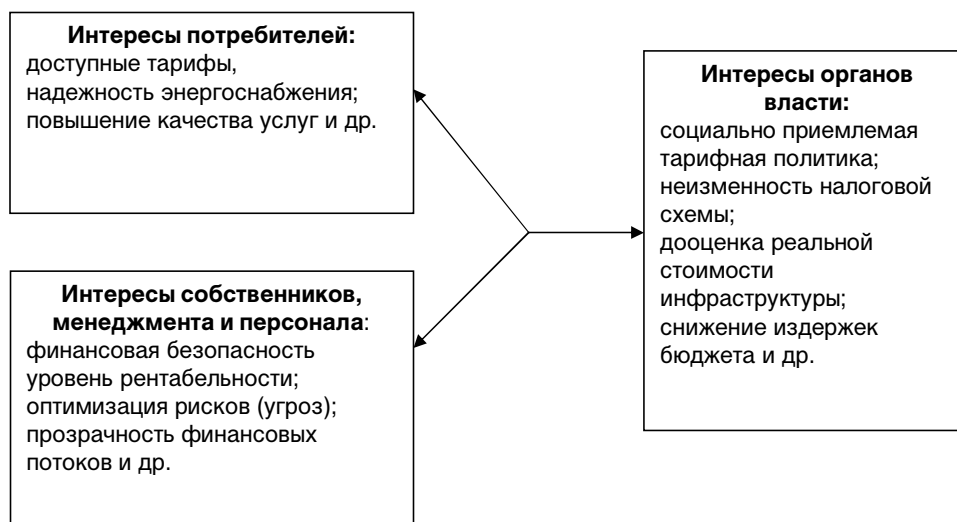 Интересы потребителей:
доступные тарифы,
надежность энергоснабжения;
повышение качества услуг и др.
Интересы собственников,
менеджмента и персонала:
финансовая безопасность
уровень рентабельности;
оптимизация рисков (угроз);
прозрачность финансовых
потоков и др.
Интересы органов
власти:
социально приемлемая
тарифная политика;
неизменность налоговой
схемы;
дооценка реальной
стоимости
инфраструктуры;
снижение издержек
бюджета и др.